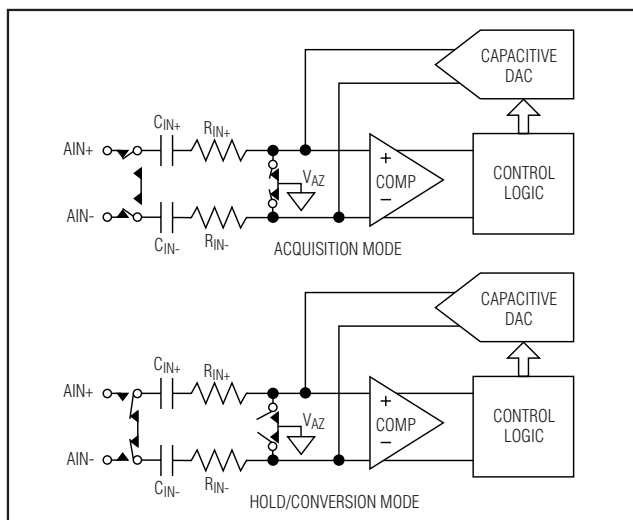 CAPACITIVE
DAC
CIN+
RIN+
AIN+
VAZ
+
COMP
−
CONTROL
LOGIC
AIN-
CIN-
RIN-
ACQUISITION MODE
CAPACITIVE
DAC
CIN+
RIN+
AIN+
VAZ
+
COMP
−
CONTROL
LOGIC
AIN-
CIN-
RIN-
HOLD/CONVERSION MODE